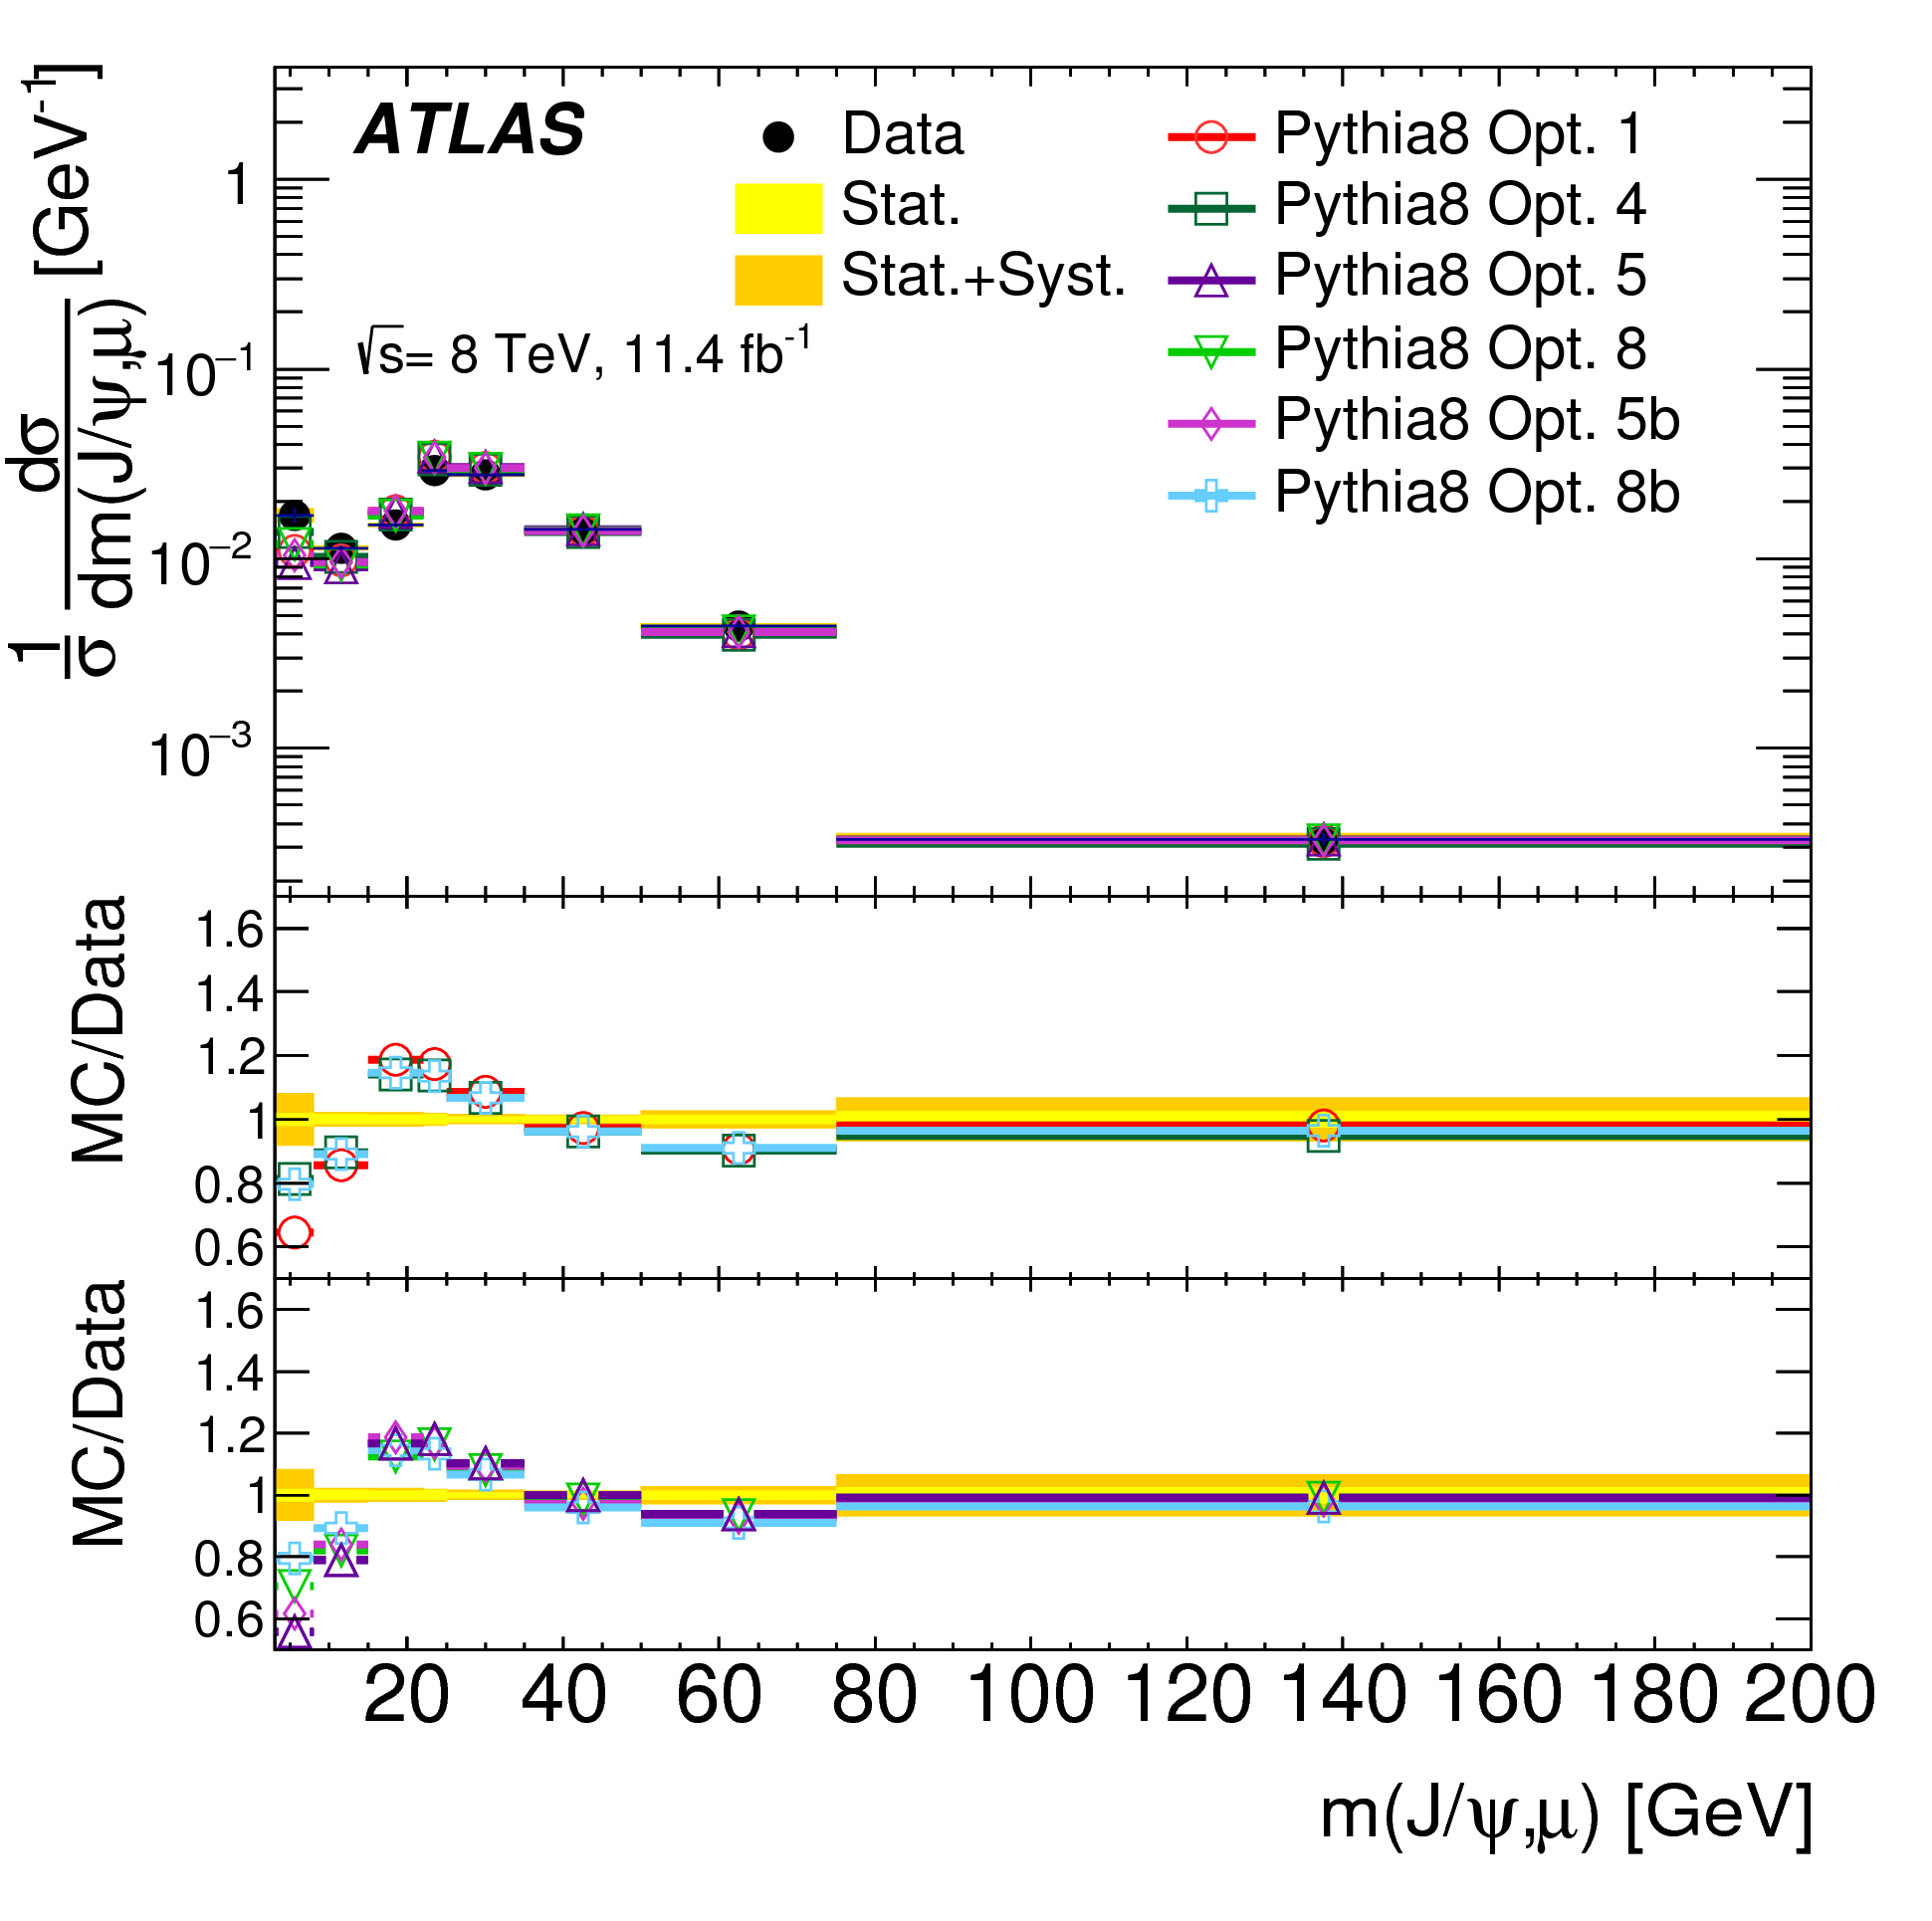 ATLAS
Data
Stat.
Stat.+Syst.
√s= 8 TeV, 11.4 fb⁻¹
Pythia8 Opt. 1
Pythia8 Opt. 4
Pythia8 Opt. 5
Pythia8 Opt. 8
Pythia8 Opt. 5b
Pythia8 Opt. 8b
1/σ dσ/dm(J/ψ,μ) [GeV⁻¹]
1
10⁻¹
10⁻²
10⁻³
MC/Data
1.6
1.4
1.2
1
0.8
0.6
MC/Data
1.6
1.4
1.2
1
0.8
0.6
20 40 60 80 100 120 140 160 180 200
m(J/ψ,μ) [GeV]